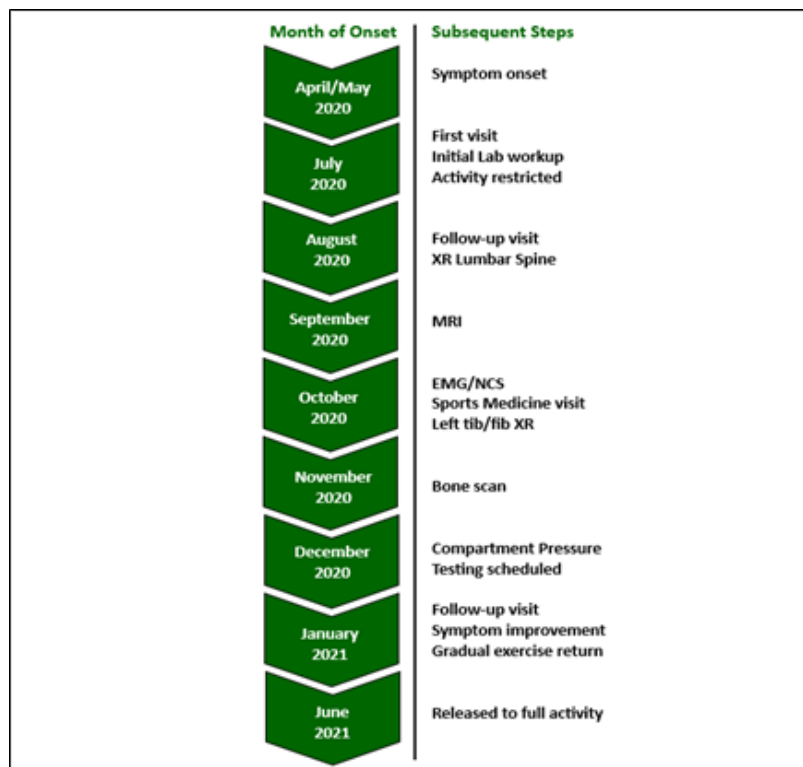 Month of Onset
Subsequent Steps
April/May
2020
Symptom onset
July
2020
First visit
Initial Lab workup
Activity restricted
August
2020
Follow-up visit
XR Lumbar Spine
September
2020
MRI
October
2020
EMG/NCS
Sports Medicine visit
Left tib/fib XR
November
2020
Bone scan
December
2020
Compartment Pressure
Testing scheduled
January
2021
Follow-up visit
Symptom improvement
Gradual exercise return
June
2021
Released to full activity